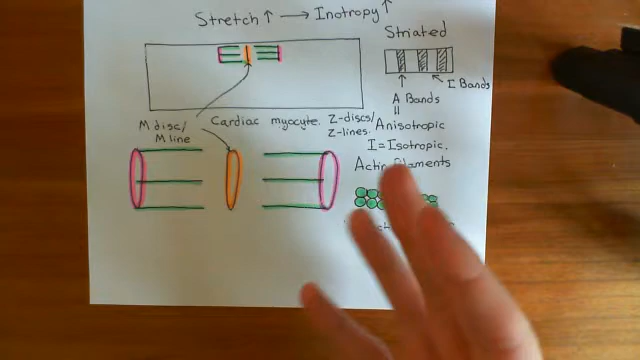 Stretch ↑ → Inotropy ↑
Striated
I Bands
A Bands
=
Anisotropic
I = Isotropic.
M disc/
M line
Cardiac myocyte.
Z-discs/
Z-lines.
Actin Filaments